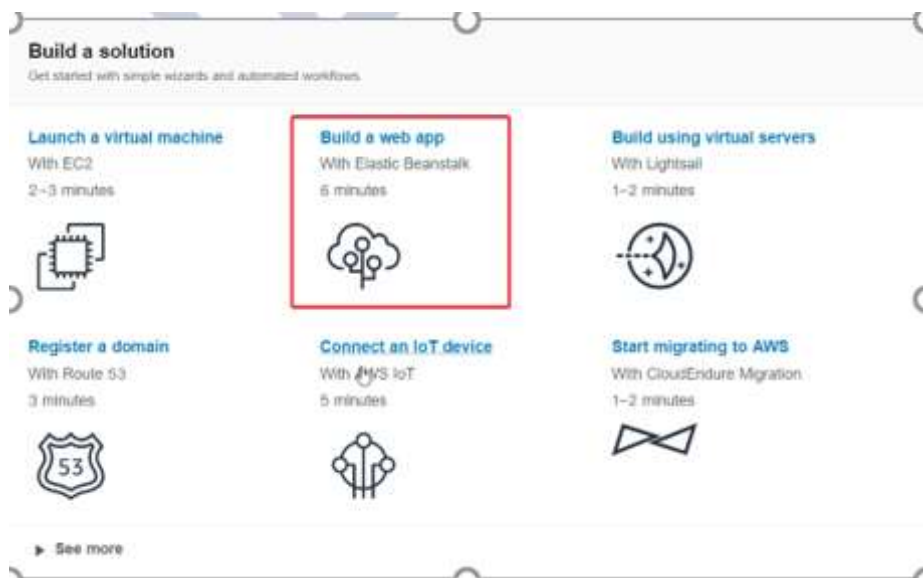 Build a solution
Get started with simple wizards and automated workflows.
Launch a virtual machine
With EC2
2-3 minutes
Build a web app
With Elastic Beanstalk
6 minutes
Build using virtual servers
With Lightsail
1-2 minutes
Register a domain
With Route 53
3 minutes
53
Connect an IoT device
With AWS IoT
5 minutes
Start migrating to AWS
With CloudEndure Migration
1-2 minutes
See more